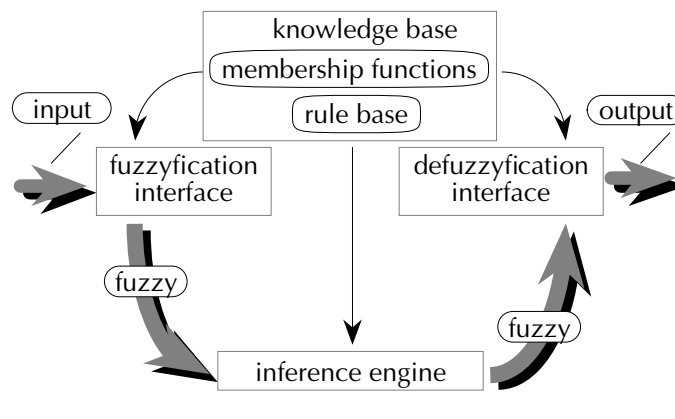 knowledge base
membership functions
rule base
input
output
fuzzyfication
interface
defuzzyfication
interface
fuzzy
fuzzy
inference engine